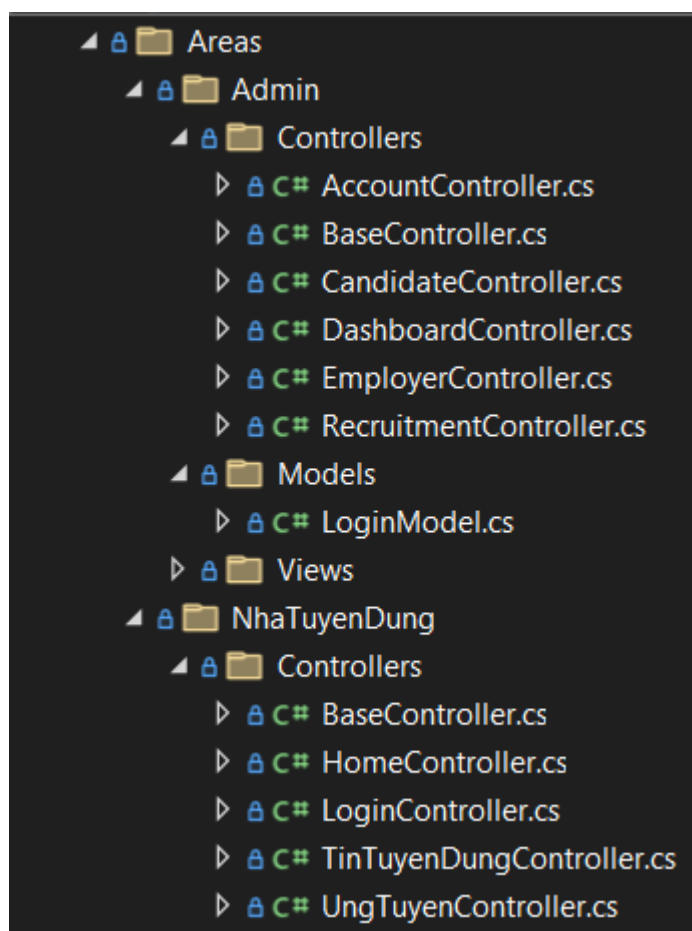 Areas
Admin
Controllers
C# AccountController.cs
C# BaseController.cs
C# CandidateController.cs
C# DashboardController.cs
C# EmployerController.cs
C# RecruitmentController.cs
Models
C# LoginModel.cs
Views
NhaTuyenDung
Controllers
C# BaseController.cs
C# HomeController.cs
C# LoginController.cs
C# TinTuyenDungController.cs
C# UngTuyenController.cs